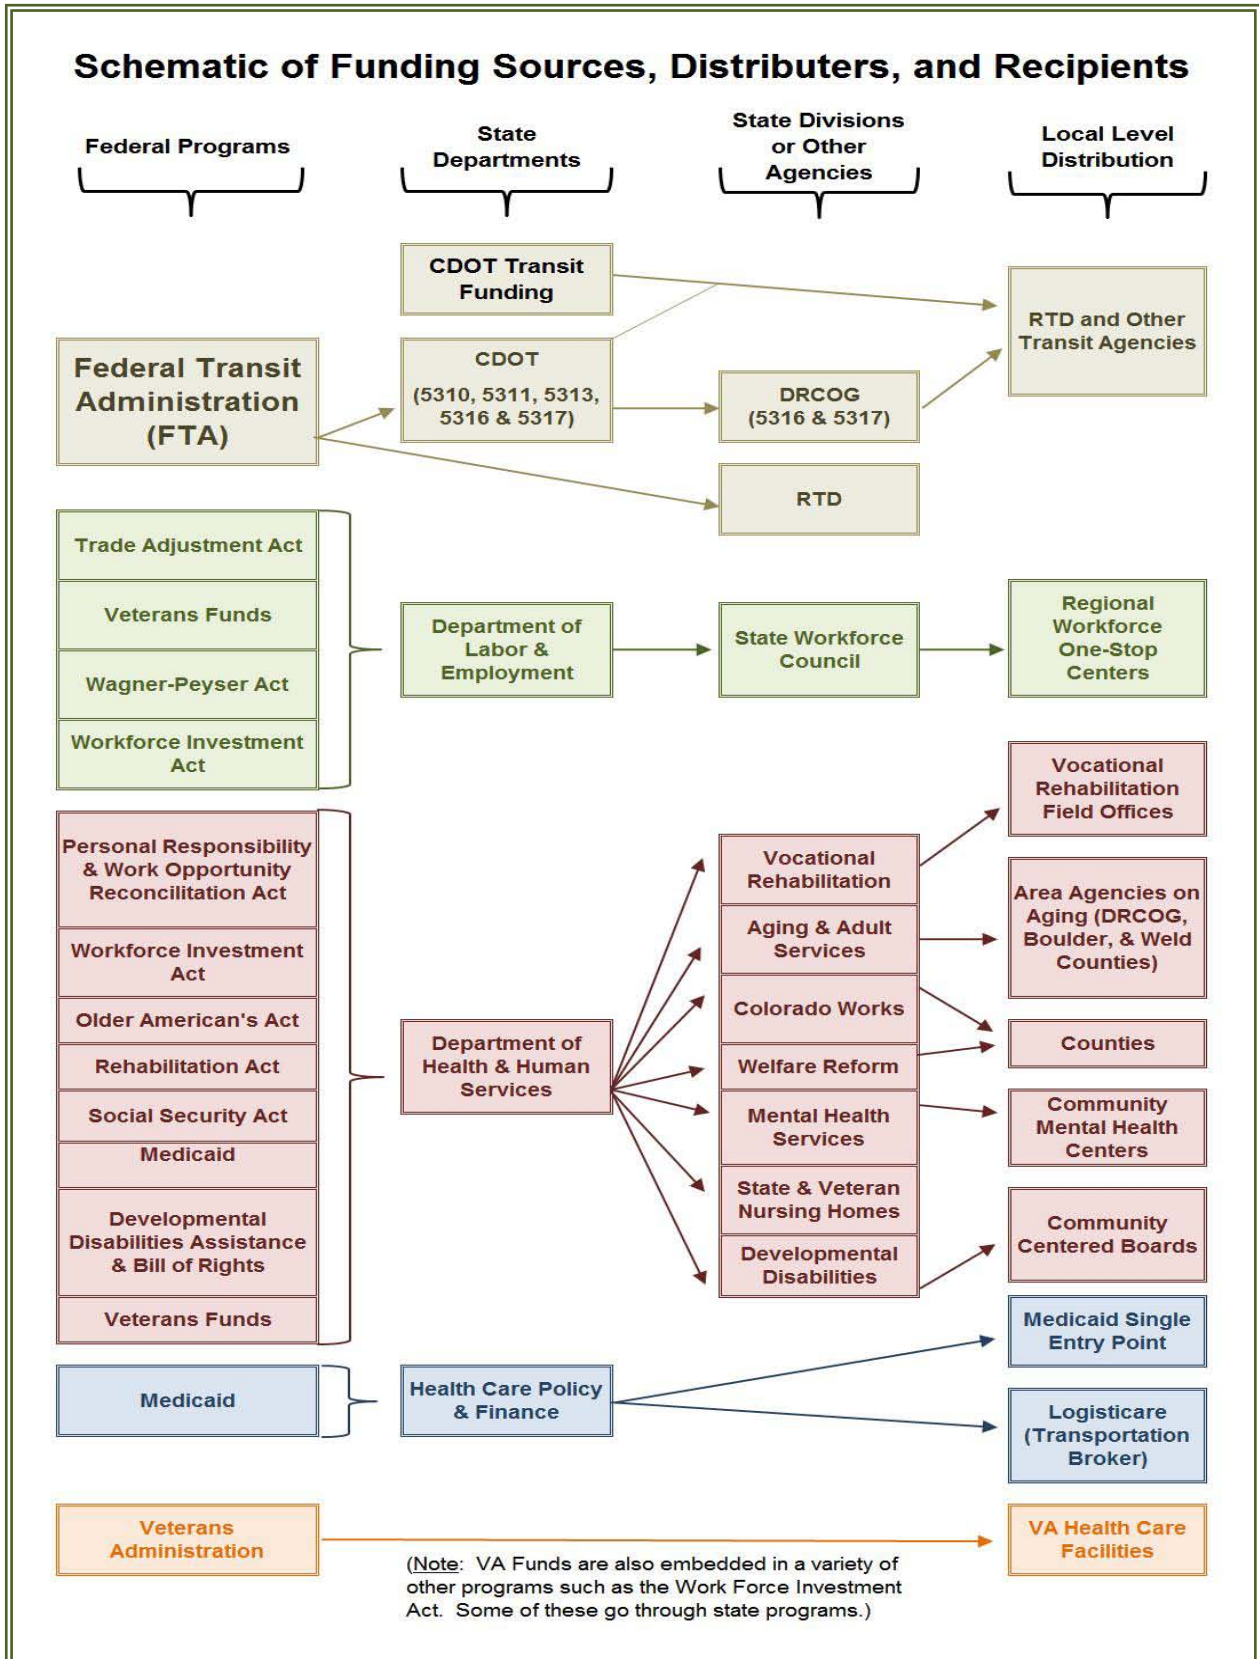 Schematic of Funding Sources, Distributers, and Recipients
Federal Programs
State
Departments
State Divisions
or Other
Agencies
Local Level
Distribution
CDOT Transit
Funding
RTD and Other
Transit Agencies
Federal Transit
Administration
(FTA)
CDOT
(5310, 5311, 5313,
5316 & 5317)
DRCOG
(5316 & 5317)
RTD
Trade Adjustment Act
Veterans Funds
Wagner-Peyser Act
Workforce Investment
Act
Department of
Labor &
Employment
State Workforce
Council
Regional
Workforce
One-Stop
Centers
Personal Responsibility
& Work Opportunity
Reconcilitation Act
Workforce Investment
Act
Older American's Act
Rehabilitation Act
Social Security Act
Medicaid
Developmental
Disabilities Assistance
& Bill of Rights
Veterans Funds
Department of
Health & Human
Services
Vocational
Rehabilitation
Aging & Adult
Services
Colorado Works
Welfare Reform
Mental Health
Services
State & Veteran
Nursing Homes
Developmental
Disabilities
Vocational
Rehabilitation
Field Offices
Area Agencies on
Aging (DRCOG,
Boulder, & Weld
Counties)
Counties
Community
Mental Health
Centers
Community
Centered Boards
Medicaid
Health Care Policy
& Finance
Medicaid Single
Entry Point
Logisticare
(Transportation
Broker)
Veterans
Administration
VA Health Care
Facilities
(Note:  VA Funds are also embedded in a variety of
other programs such as the Work Force Investment
Act.  Some of these go through state programs.)